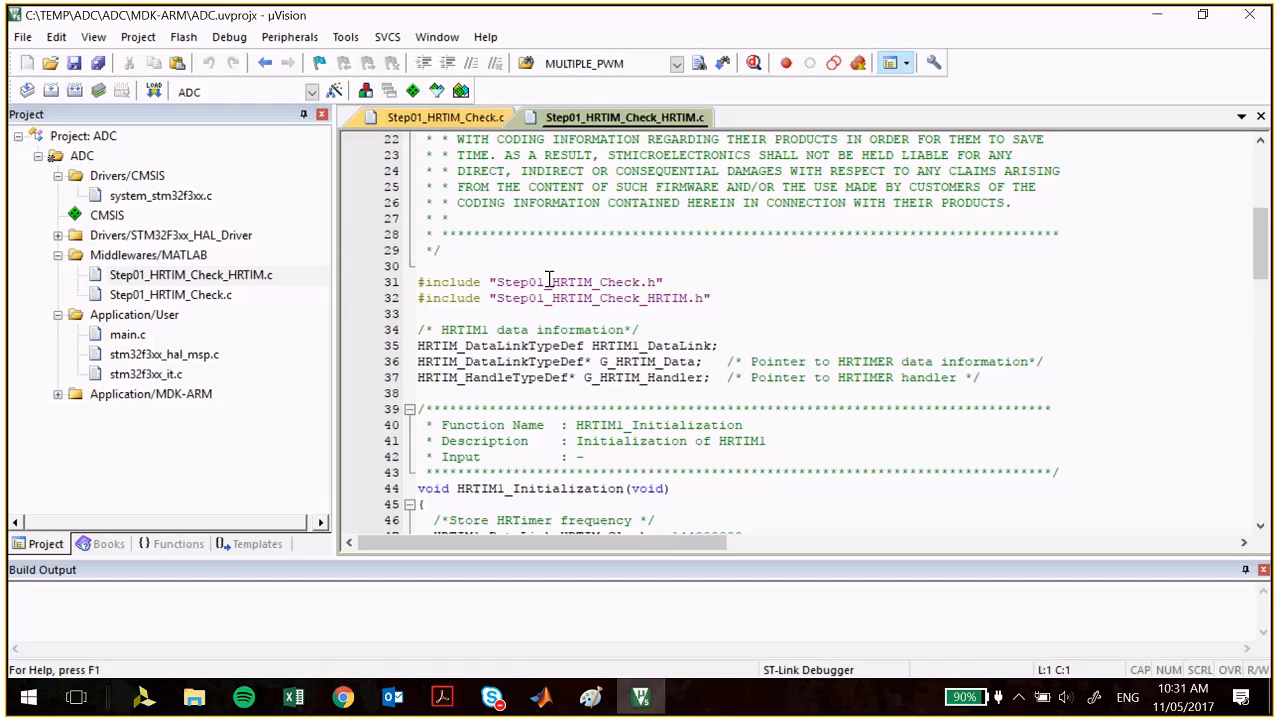 C:\TEMP\ADC\ADC\MDK-ARM\ADC.uvprojx - µVision
File Edit View Project Flash Debug Peripherals Tools SVCS Window Help
MULTIPLE_PWM
LOAD ADC
Project
Step01_HRTIM_Check.c Step01_HRTIM_Check_HRTIM.c
Project: ADC
ADC
Drivers/CMSIS
system_stm32f3xx.c
CMSIS
Drivers/STM32F3xx_HAL_Driver
Middlewares/MATLAB
Step01_HRTIM_Check_HRTIM.c
Step01_HRTIM_Check.c
Application/User
main.c
stm32f3xx_hal_msp.c
stm32f3xx_it.c
Application/MDK-ARM
Project Books {} Functions Templates
22 * * WITH CODING INFORMATION REGARDING THEIR PRODUCTS IN ORDER FOR THEM TO SAVE
23 * * TIME. AS A RESULT, STMICROELECTRONICS SHALL NOT BE HELD LIABLE FOR ANY
24 * * DIRECT, INDIRECT OR CONSEQUENTIAL DAMAGES WITH RESPECT TO ANY CLAIMS ARISING
25 * * FROM THE CONTENT OF SUCH FIRMWARE AND/OR THE USE MADE BY CUSTOMERS OF THE
26 * * CODING INFORMATION CONTAINED HEREIN IN CONNECTION WITH THEIR PRODUCTS.
27 * *
28 * ******************************************************************************
29 */
30
31 #include "Step01_HRTIM_Check.h"
32 #include "Step01_HRTIM_Check_HRTIM.h"
33
34 /* HRTIM1 data information*/
35 HRTIM_DataLinkTypeDef HRTIM1_DataLink;
36 HRTIM_DataLinkTypeDef* G_HRTIM_Data; /* Pointer to HRTIMER data information*/
37 HRTIM_HandleTypeDef* G_HRTIM_Handler; /* Pointer to HRTIMER handler */
38
39 /*******************************************************************************
40 * Function Name : HRTIM1_Initialization
41 * Description : Initialization of HRTIM1
42 * Input : -
43 *******************************************************************************/
44 void HRTIM1_Initialization(void)
45 {
46 /*Store HRTimer frequency */
Build Output
For Help, press F1 ST-Link Debugger L:1 C:1 CAP NUM SCRL OVR R/W
90% ENG 10:31 AM
11/05/2017